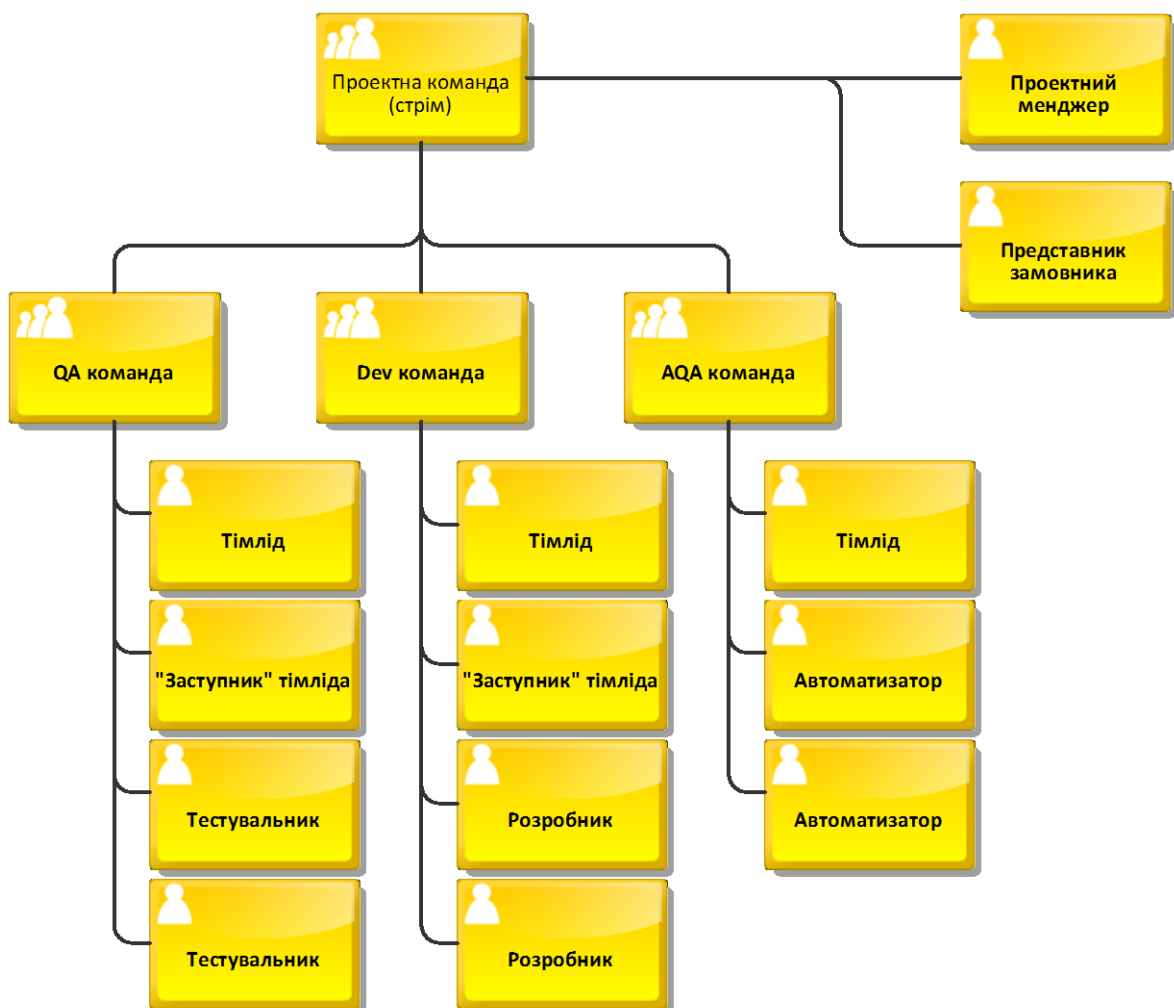 Проектна команда
(стрім)
Проектний
менджер
Представник
замовника
QA команда
Dev команда
AQA команда
Тімлід
Тімлід
Тімлід
"Заступник" тімліда
"Заступник" тімліда
Автоматизатор
Тестувальник
Розробник
Автоматизатор
Тестувальник
Розробник